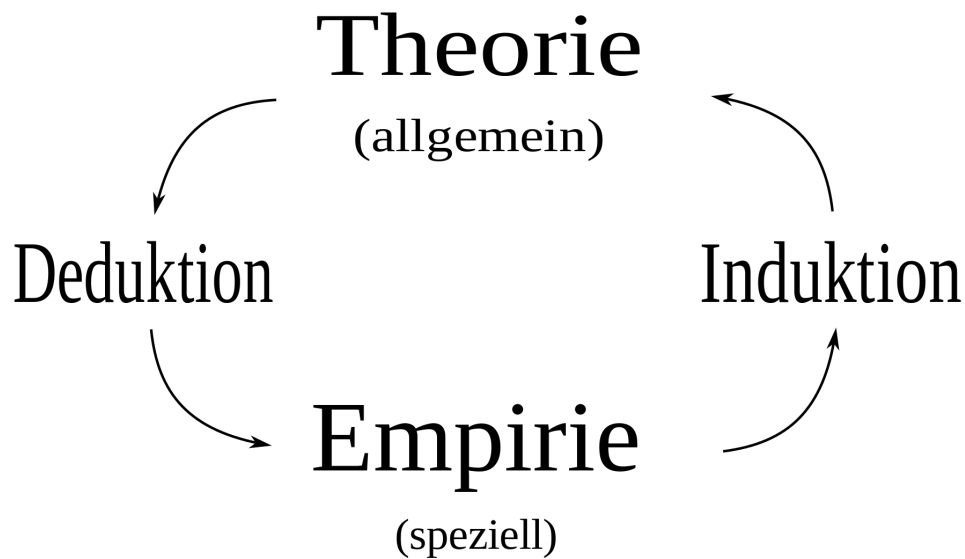 Theorie
(allgemein)
Deduktion
Induktion
Empirie
(speziell)